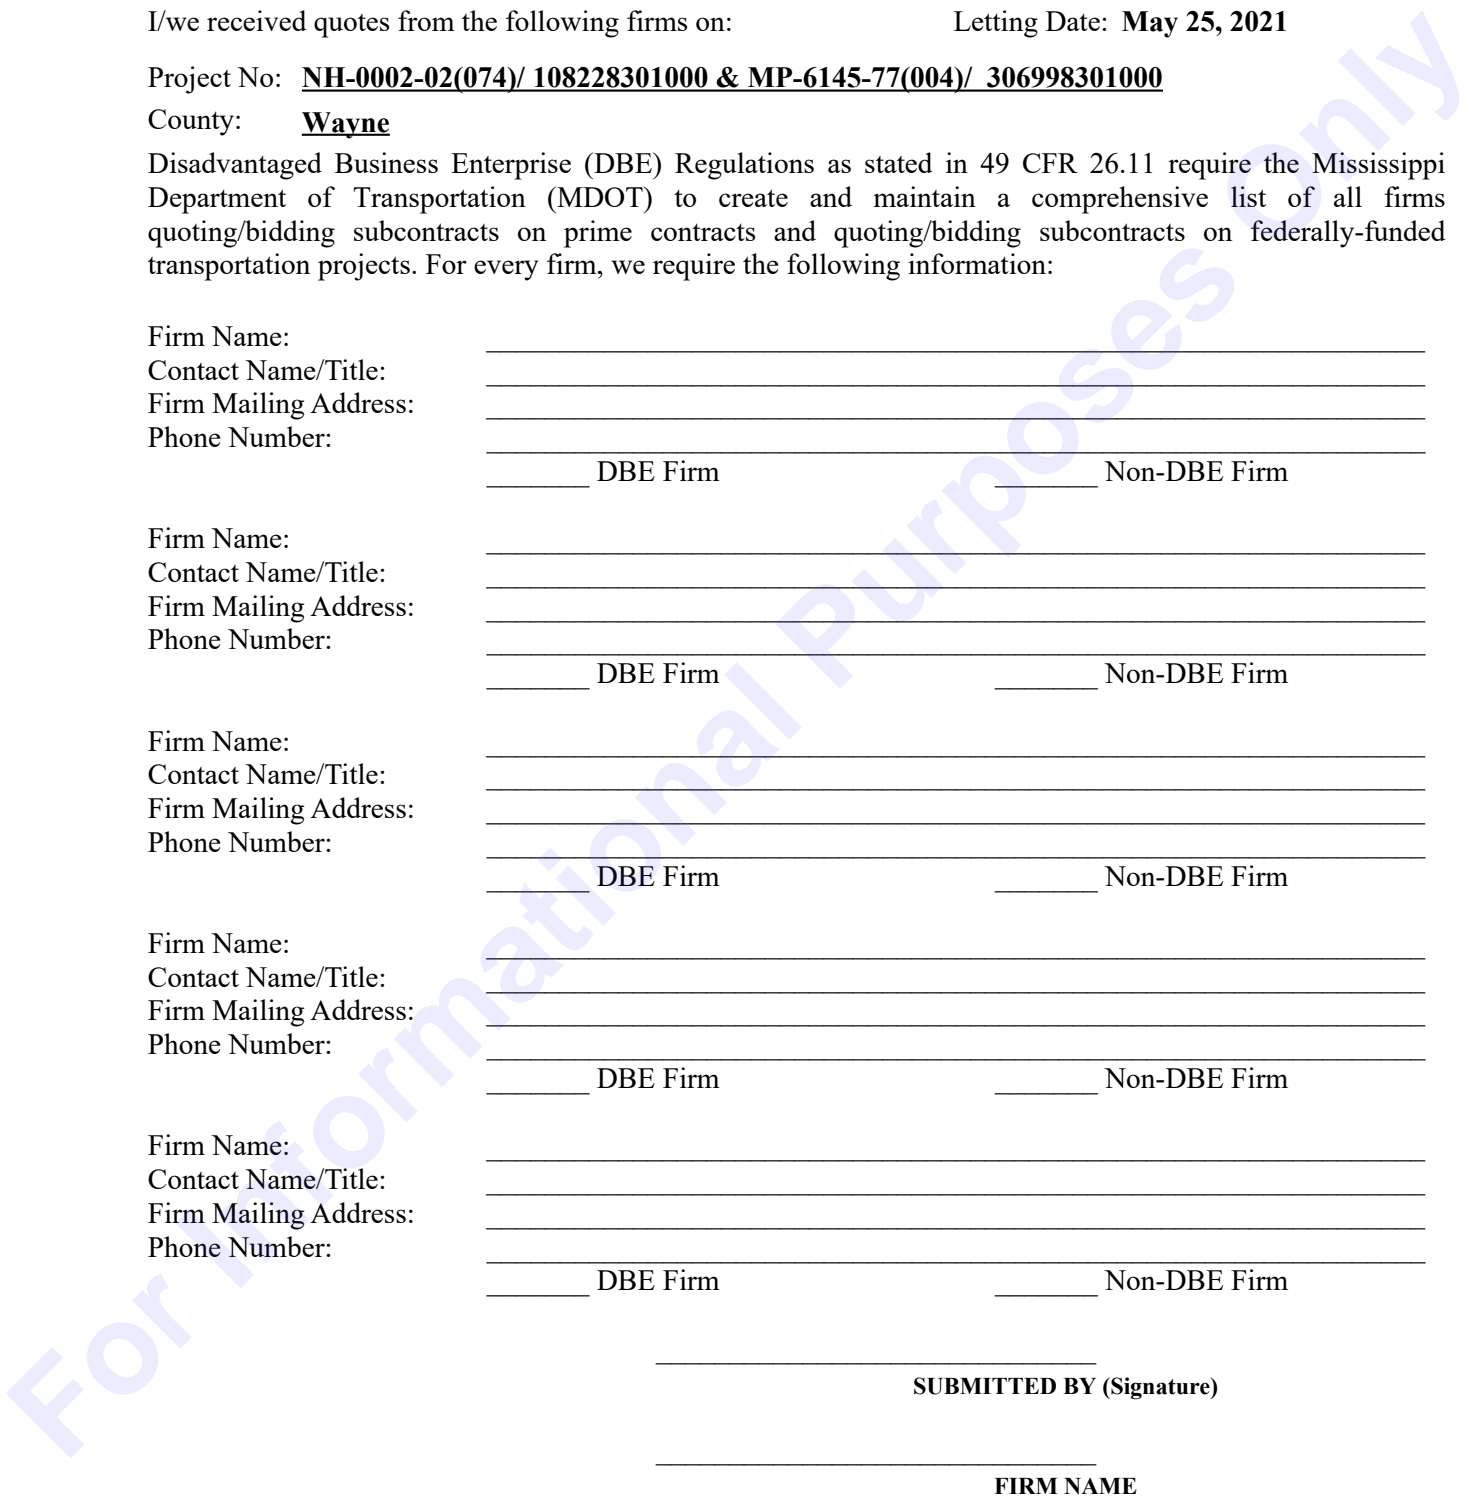 I/we received quotes from the following firms on: Letting Date: May 25, 2021
Project No: NH-0002-02(074)/ 108228301000 & MP-6145-77(004)/ 306998301000
County: Wayne
Disadvantaged Business Enterprise (DBE) Regulations as stated in 49 CFR 26.11 require the Mississippi
Department of Transportation (MDOT) to create and maintain a comprehensive list of all firms
quoting/bidding subcontracts on prime contracts and quoting/bidding subcontracts on federally-funded
transportation projects. For every firm, we require the following information:
Firm Name:
Contact Name/Title:
Firm Mailing Address:
Phone Number:
DBE Firm Non-DBE Firm
Firm Name:
Contact Name/Title:
Firm Mailing Address:
Phone Number:
DBE Firm Non-DBE Firm
Firm Name:
Contact Name/Title:
Firm Mailing Address:
Phone Number:
DBE Firm Non-DBE Firm
Firm Name:
Contact Name/Title:
Firm Mailing Address:
Phone Number:
DBE Firm Non-DBE Firm
Firm Name:
Contact Name/Title:
Firm Mailing Address:
Phone Number:
DBE Firm Non-DBE Firm
SUBMITTED BY (Signature)
FIRM NAME
For Informational Purposes Only